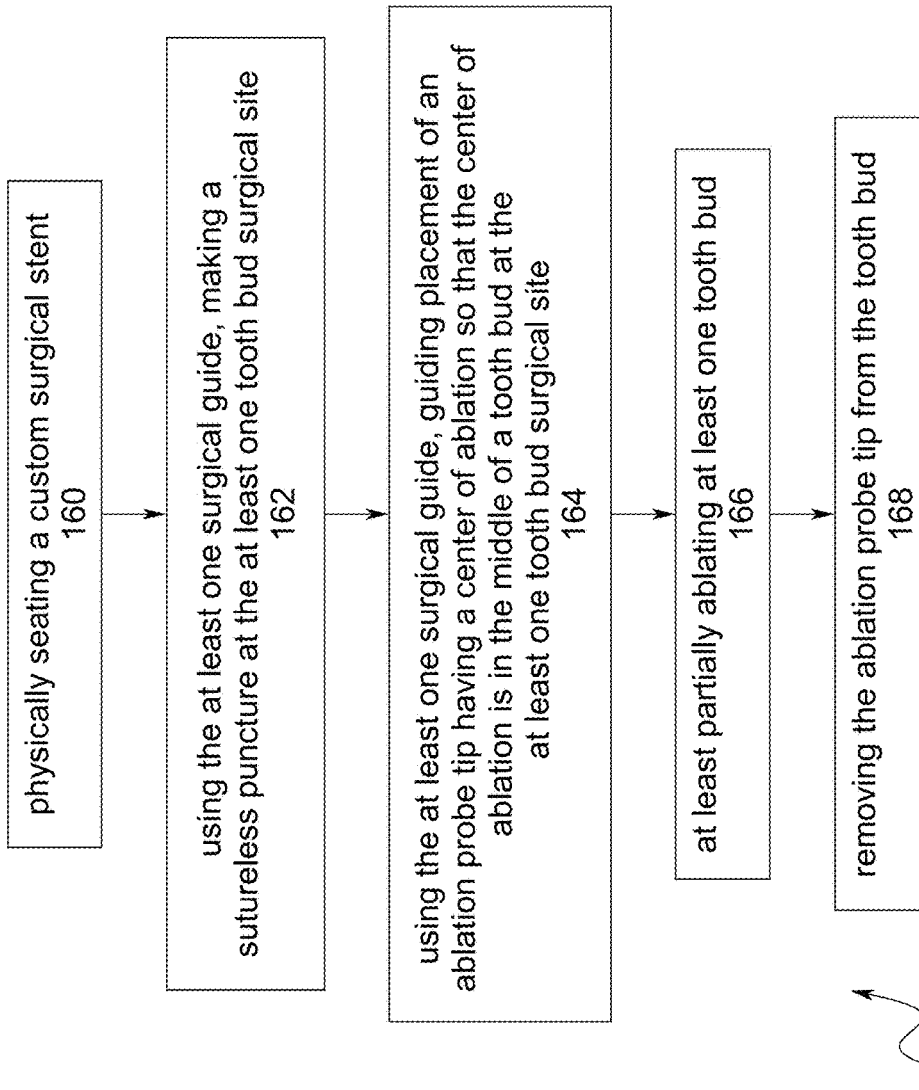 physically seating a custom surgical stent
160
using the at least one surgical guide, making a
sutureless puncture at the at least one tooth bud surgical site
162
using the at least one surgical guide, guiding placement of an
ablation probe tip having a center of ablation so that the center of
ablation is in the middle of a tooth bud at the
at least one tooth bud surgical site
164
at least partially ablating at least one tooth bud
166
removing the ablation probe tip from the tooth bud
168